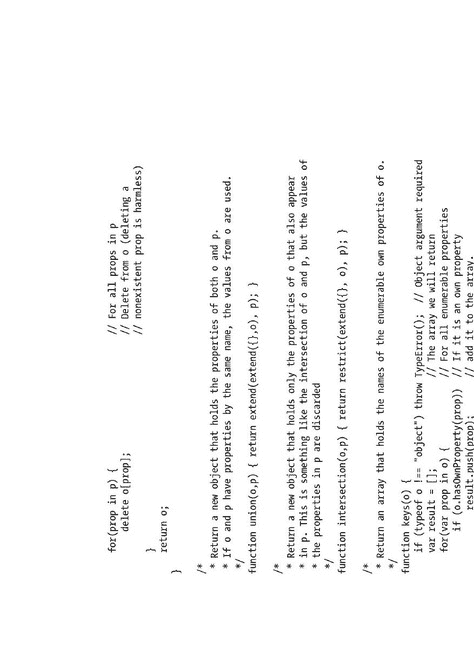 for(prop in p) {                      // For all props in p
    delete o[prop];                   // Delete from o (deleting a
                                      // nonexistent prop is harmless)
}
return o;
}
/*
 * Return a new object that holds the properties of both o and p.
 * If o and p have properties by the same name, the values from o are used.
 */
function union(o,p) { return extend(extend({},o), p); }
/*
 * Return a new object that holds only the properties of o that also appear
 * in p. This is something like the intersection of o and p, but the values of
 * the properties in p are discarded
 */
function intersection(o,p) { return restrict(extend({}, o), p); }
/*
 * Return an array that holds the names of the enumerable own properties of o.
 */
function keys(o) {
    if (typeof o !== "object") throw TypeError();  // Object argument required
    var result = [];                  // The array we will return
    for(var prop in o) {              // For all enumerable properties
        if (o.hasOwnProperty(prop))   // If it is an own property
            result.push(prop);        // add it to the array.